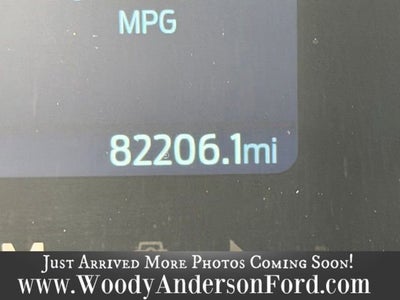 MPG
82206.1mi
Just Arrived More Photos Coming Soon!
www.WoodyAndersonFord.com